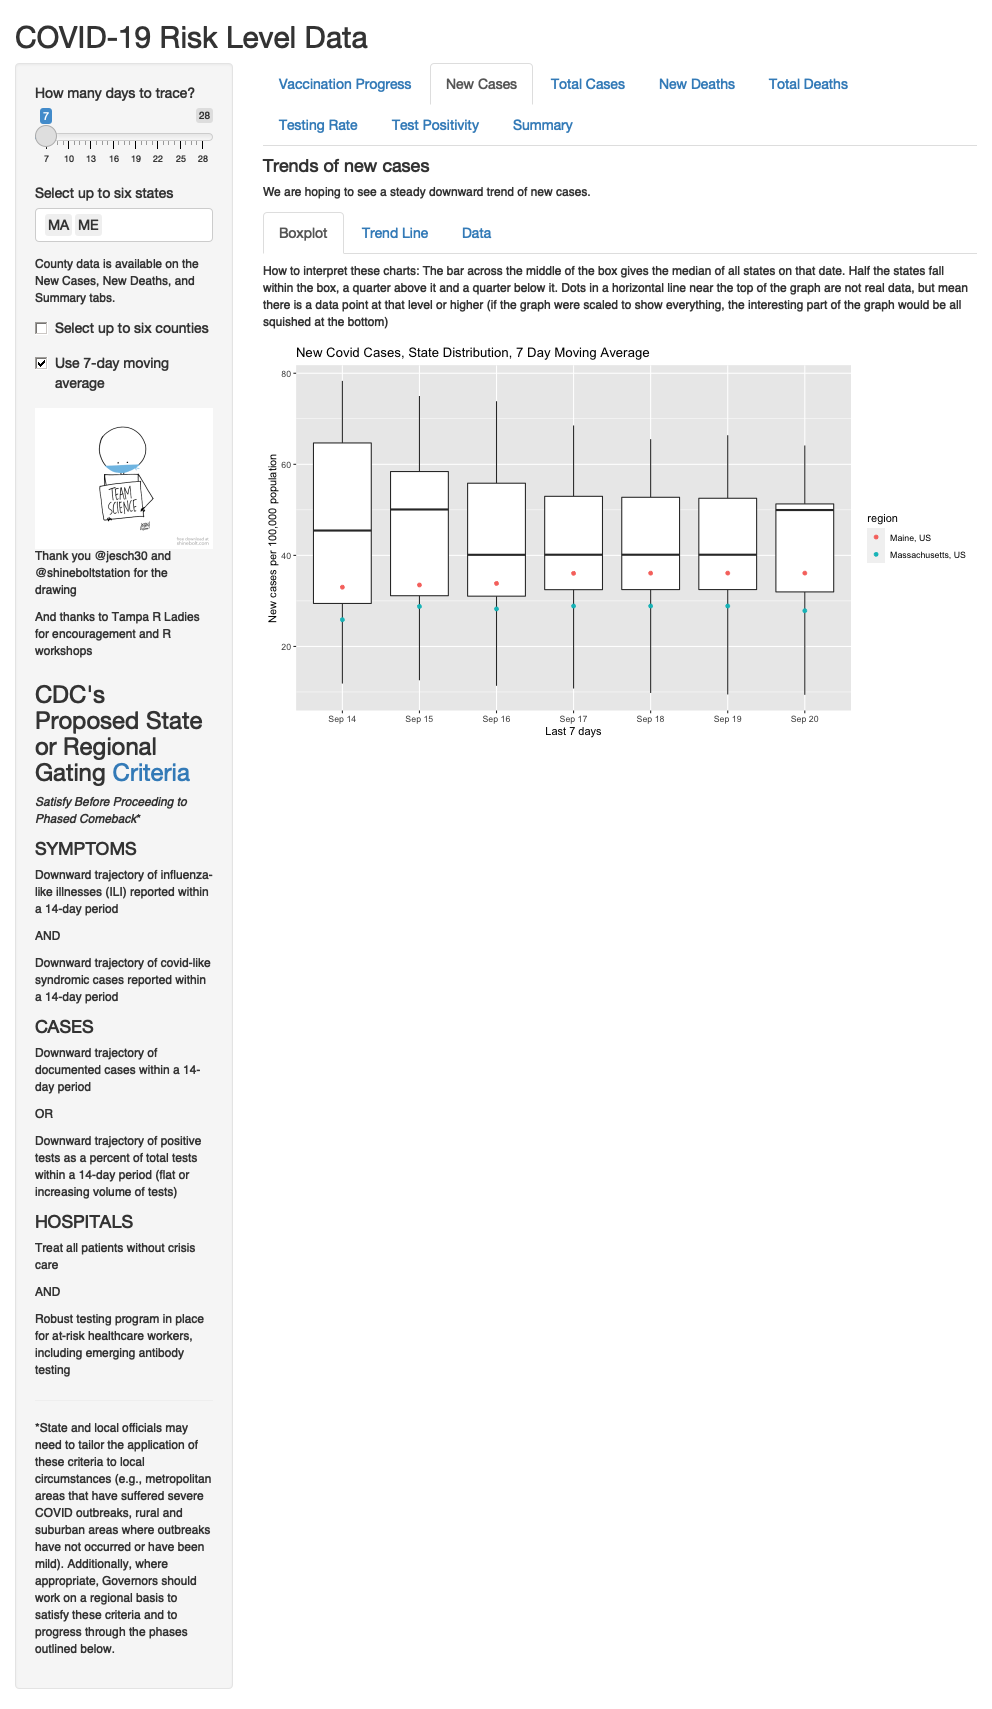 COVID-19 Risk Level Data
How many days to trace?
7
28
7 10 13 16 19 22 25 28
Select up to six states
MA ME
County data is available on the
New Cases, New Deaths, and
Summary tabs.
Select up to six counties
Use 7-day moving
average
TEAM
SCIENCE
Thank you @jesch30 and
@shineboltstation for the
drawing
And thanks to Tampa R Ladies
for encouragement and R
workshops
CDC's
Proposed State
or Regional
Gating Criteria
Satisfy Before Proceeding to
Phased Comeback*
SYMPTOMS
Downward trajectory of influenza-
like illnesses (ILI) reported within
a 14-day period
AND
Downward trajectory of covid-like
syndromic cases reported within
a 14-day period
CASES
Downward trajectory of
documented cases within a 14-
day period
OR
Downward trajectory of positive
tests as a percent of total tests
within a 14-day period (flat or
increasing volume of tests)
HOSPITALS
Treat all patients without crisis
care
AND
Robust testing program in place
for at-risk healthcare workers,
including emerging antibody
testing
*State and local officials may
need to tailor the application of
these criteria to local
circumstances (e.g., metropolitan
areas that have suffered severe
COVID outbreaks, rural and
suburban areas where outbreaks
have not occurred or have been
mild). Additionally, where
appropriate, Governors should
work on a regional basis to
satisfy these criteria and to
progress through the phases
outlined below.
Vaccination Progress New Cases Total Cases New Deaths Total Deaths
Testing Rate Test Positivity Summary
Trends of new cases
We are hoping to see a steady downward trend of new cases.
Boxplot Trend Line Data
How to interpret these charts: The bar across the middle of the box gives the median of all states on that date. Half the states fall
within the box, a quarter above it and a quarter below it. Dots in a horizontal line near the top of the graph are not real data, but mean
there is a data point at that level or higher (if the graph were scaled to show everything, the interesting part of the graph would be all
squished at the bottom)
New Covid Cases, State Distribution, 7 Day Moving Average
New cases per 100,000 population
80
60
40
20
Sep 14 Sep 15 Sep 16 Sep 17 Sep 18 Sep 19 Sep 20
Last 7 days
region
Maine, US
Massachusetts, US